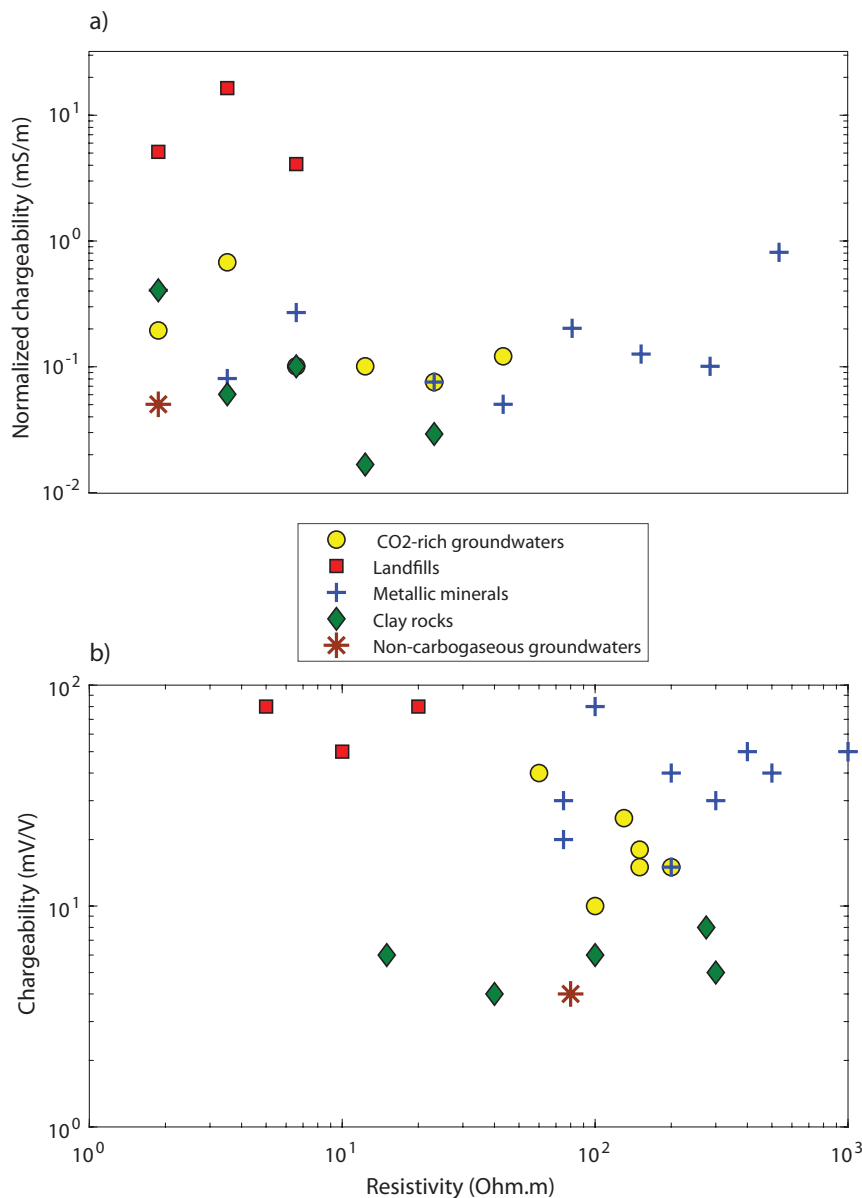 a)
Normalized chargeability (mS/m)
10^1
10^0
10^-1
10^-2
CO2-rich groundwaters
Landfills
Metallic minerals
Clay rocks
Non-carbogaseous groundwaters
b)
Chargeability (mV/V)
10^2
10^1
10^0
10^0 10^1 10^2 10^3
Resistivity (Ohm.m)